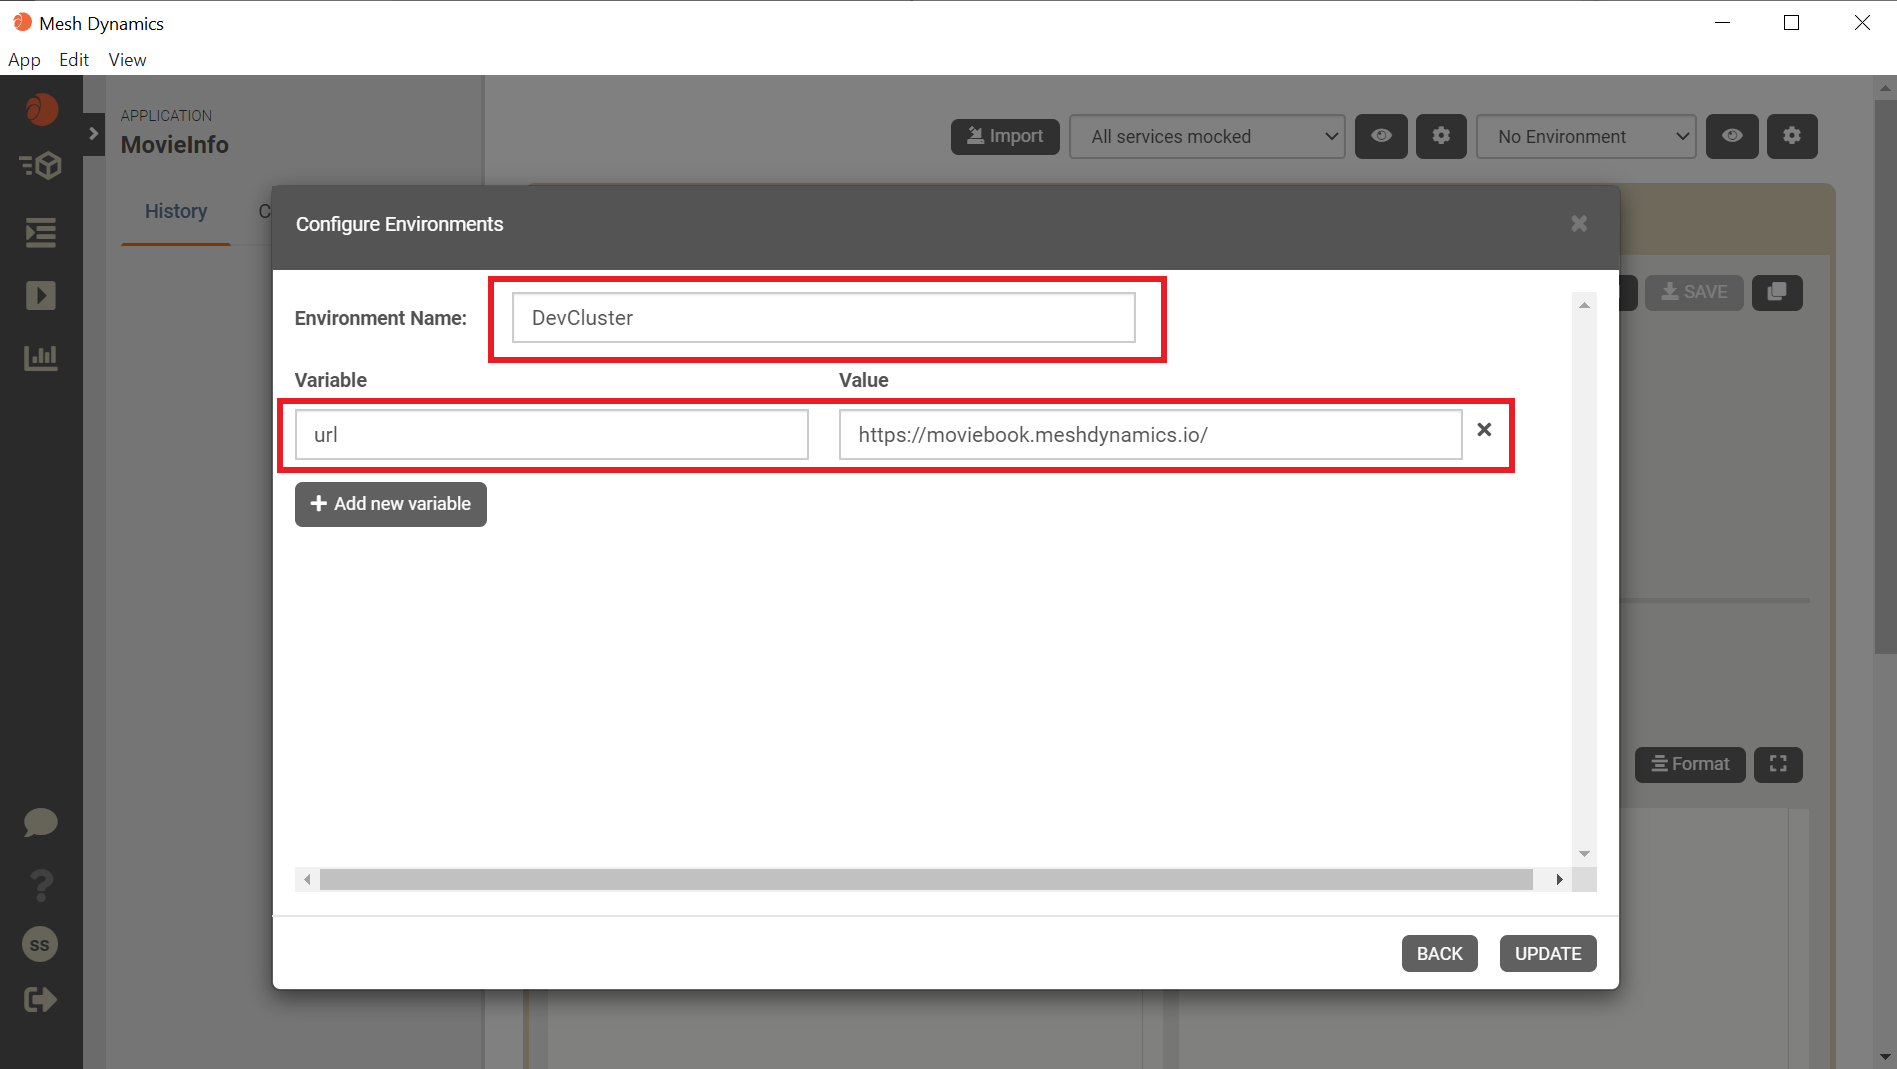 Mesh Dynamics
App Edit View
APPLICATION
MovieInfo
Import All services mocked No Environment
History C
Configure Environments
SAVE
Environment Name: DevCluster
Variable Value
url https://moviebook.meshdynamics.io/
Add new variable
Format
SS
BACK UPDATE